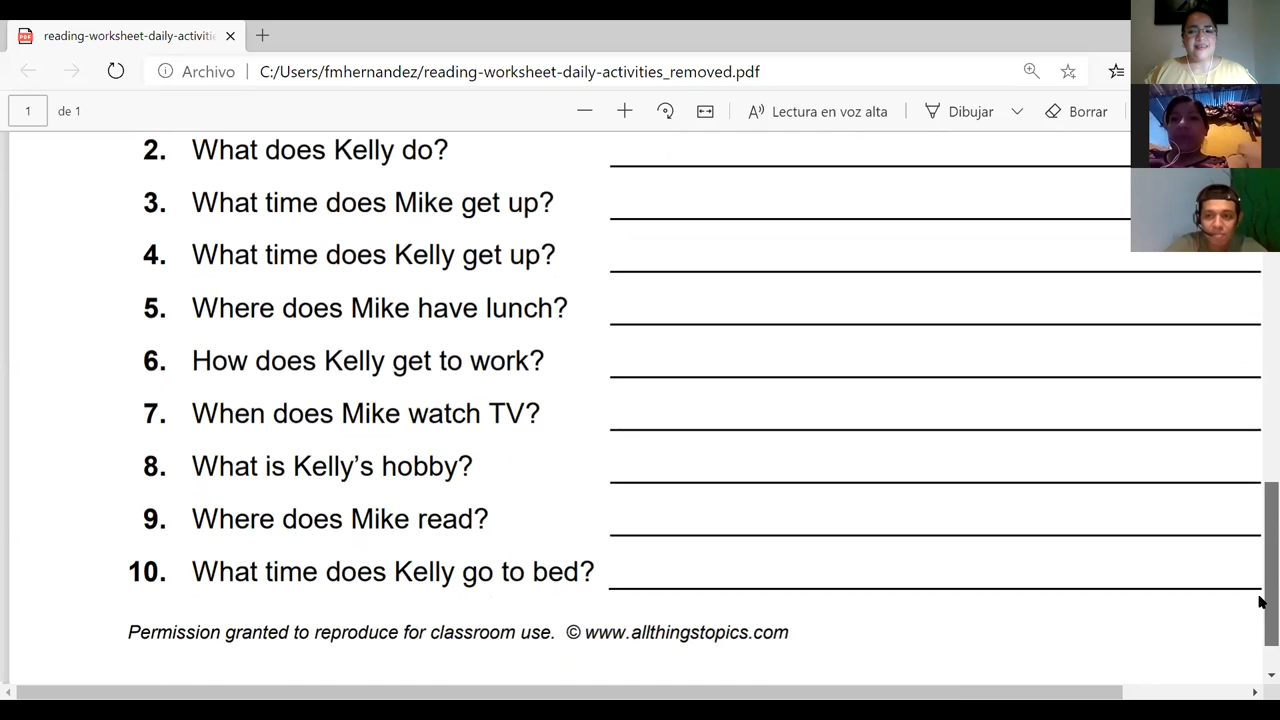 reading-worksheet-daily-activitie
Archivo C:/Users/fmhernandez/reading-worksheet-daily-activities_removed.pdf
1 de 1 Lectura en voz alta Dibujar Borrar
2. What does Kelly do?
3. What time does Mike get up?
4. What time does Kelly get up?
5. Where does Mike have lunch?
6. How does Kelly get to work?
7. When does Mike watch TV?
8. What is Kelly's hobby?
9. Where does Mike read?
10. What time does Kelly go to bed?
Permission granted to reproduce for classroom use. © www.allthingstopics.com